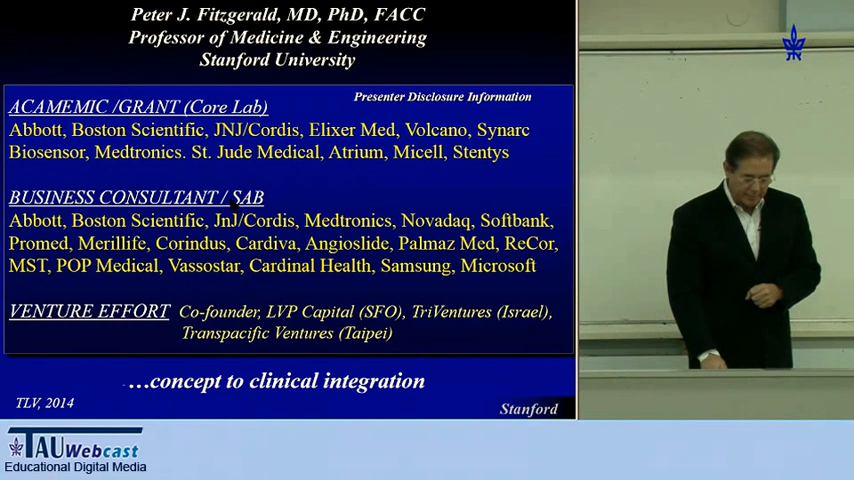 Peter J. Fitzgerald, MD, PhD, FACC
Professor of Medicine & Engineering
Stanford University
Presenter Disclosure Information
ACAMEMIC /GRANT (Core Lab)
Abbott, Boston Scientific, JNJ/Cordis, Elixer Med, Volcano, Synarc
Biosensor, Medtronics. St. Jude Medical, Atrium, Micell, Stentys
BUSINESS CONSULTANT / SAB
Abbott, Boston Scientific, JnJ/Cordis, Medtronics, Novadaq, Softbank,
Promed, Merillife, Corindus, Cardiva, Angioslide, Palmaz Med, ReCor,
MST, POP Medical, Vassostar, Cardinal Health, Samsung, Microsoft
VENTURE EFFORT Co-founder, LVP Capital (SFO), TriVentures (Israel),
Transpacific Ventures (Taipei)
…concept to clinical integration
TLV, 2014
Stanford
TAU Webcast
Educational Digital Media